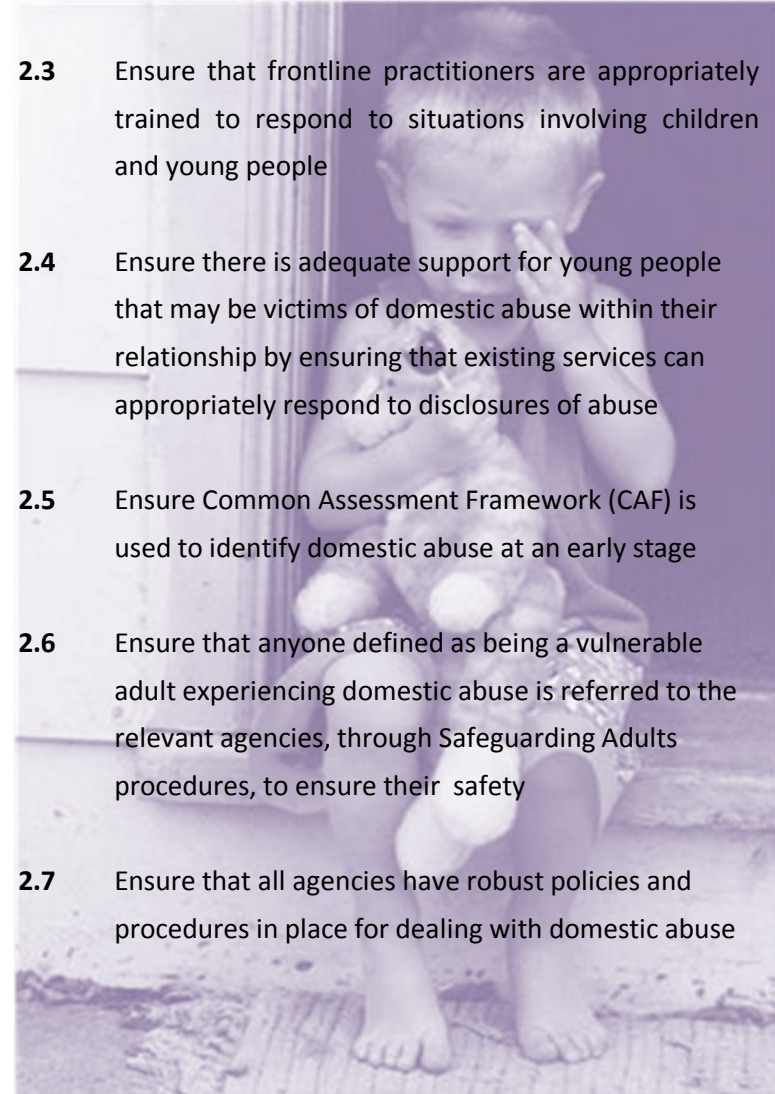 2.3 Ensure that frontline practitioners are appropriately
trained to respond to situations involving children
and young people
2.4 Ensure there is adequate support for young people
that may be victims of domestic abuse within their
relationship by ensuring that existing services can
appropriately respond to disclosures of abuse
2.5 Ensure Common Assessment Framework (CAF) is
used to identify domestic abuse at an early stage
2.6 Ensure that anyone defined as being a vulnerable
adult experiencing domestic abuse is referred to the
relevant agencies, through Safeguarding Adults
procedures, to ensure their safety
2.7 Ensure that all agencies have robust policies and
procedures in place for dealing with domestic abuse